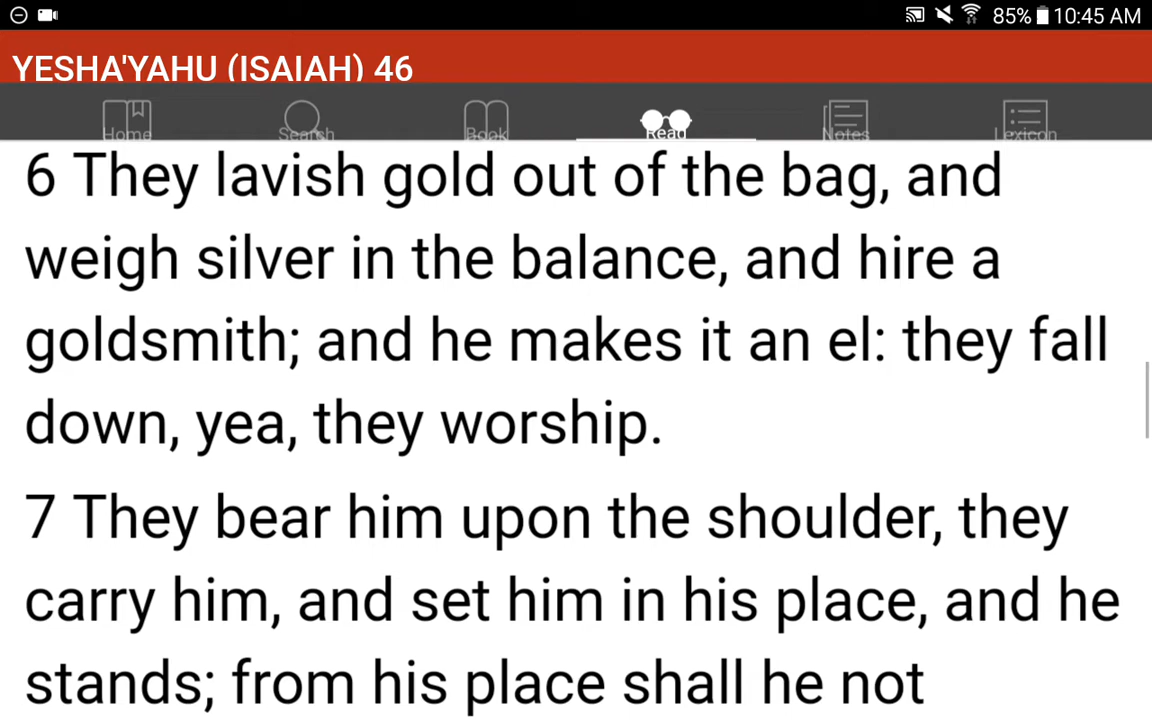 85% 10:45 AM
YESHA'YAHU (ISAIAH) 46
Home Search Book Read Notes Lexicon
6 They lavish gold out of the bag, and
weigh silver in the balance, and hire a
goldsmith; and he makes it an el: they fall
down, yea, they worship.
7 They bear him upon the shoulder, they
carry him, and set him in his place, and he
stands; from his place shall he not